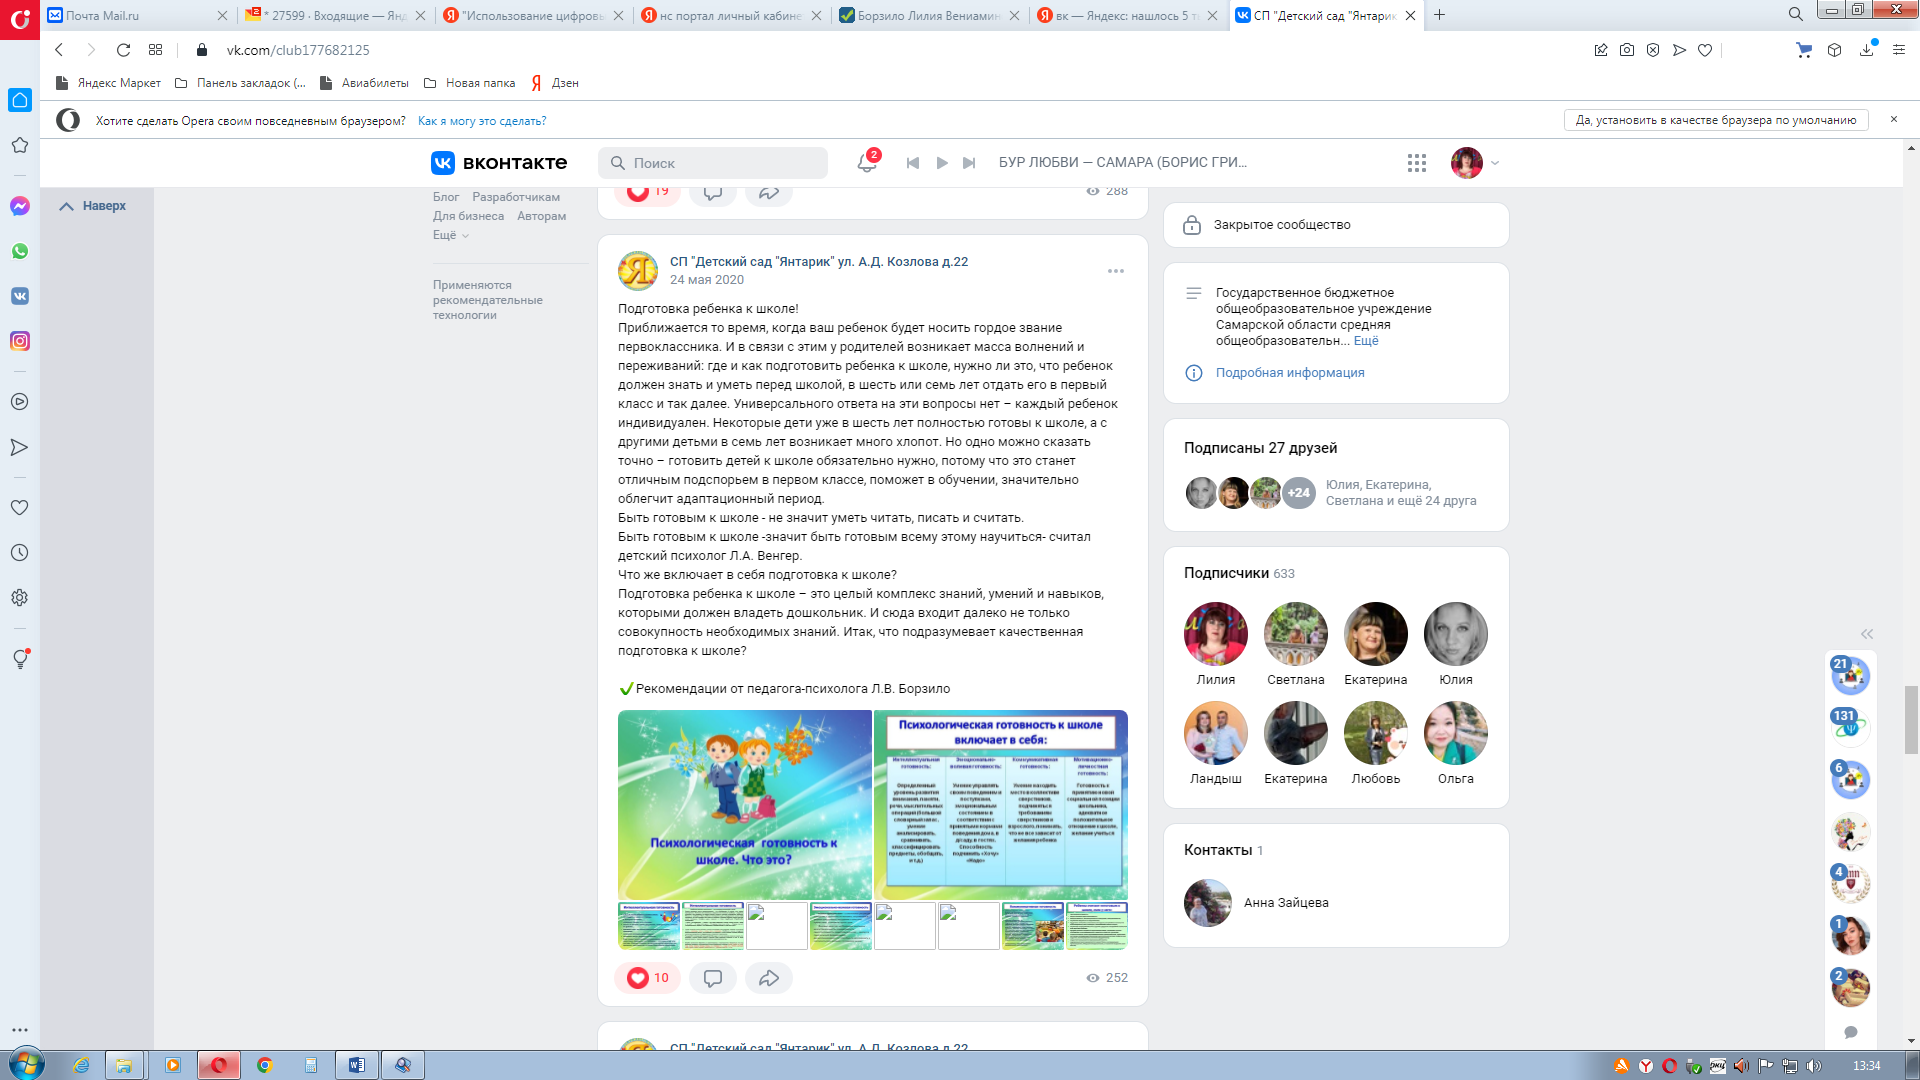 Почта Mail.ru
* 27599 · Входящие — Янд
"Использование цифровы
нс портал личный кабине
Борзило Лилия Вениамин
вк — Яндекс: нашлось 5 т
СП "Детский сад "Янтарик
vk.com/club177682125
Яндекс Маркет
Панель закладок (...
Авиабилеты
Новая папка
Дзен
Хотите сделать Opera своим повседневным браузером? Как я могу это сделать?
Да, установить в качестве браузера по умолчанию
вконтакте
Поиск
2
БУР ЛЮБВИ — САМАРА (БОРИС ГРИ...
Наверх
Блог Разработчикам
Для бизнеса Авторам
Ещё
Применяются
рекомендательные
технологии
19
288
СП "Детский сад "Янтарик" ул. А.Д. Козлова д.22
24 мая 2020
Подготовка ребенка к школе!
Приближается то время, когда ваш ребенок будет носить гордое звание
первоклассника. И в связи с этим у родителей возникает масса волнений и
переживаний: где и как подготовить ребенка к школе, нужно ли это, что ребенок
должен знать и уметь перед школой, в шесть или семь лет отдать его в первый
класс и так далее. Универсального ответа на эти вопросы нет – каждый ребенок
индивидуален. Некоторые дети уже в шесть лет полностью готовы к школе, а с
другими детьми в семь лет возникает много хлопот. Но одно можно сказать
точно – готовить детей к школе обязательно нужно, потому что это станет
отличным подспорьем в первом классе, поможет в обучении, значительно
облегчит адаптационный период.
Быть готовым к школе - не значит уметь читать, писать и считать.
Быть готовым к школе -значит быть готовым всему этому научиться- считал
детский психолог Л.А. Венгер.
Что же включает в себя подготовка к школе?
Подготовка ребенка к школе – это целый комплекс знаний, умений и навыков,
которыми должен владеть дошкольник. И сюда входит далеко не только
совокупность необходимых знаний. Итак, что подразумевает качественная
подготовка к школе?
Рекомендации от педагога-психолога Л.В. Борзило
Психологическая готовность к
школе. Что это?
Психологическая готовность к школе
включает в себя:
10
252
СП "Детский сад "Янтарик" ул. А.Д. Козлова д.22
Закрытое сообщество
Государственное бюджетное
общеобразовательное учреждение
Самарской области средняя
общеобразовательн... Ещё
Подробная информация
Подписаны 27 друзей
+24
Юлия, Екатерина,
Светлана и ещё 24 друга
Подписчики 633
Лилия Светлана Екатерина Юлия
Ландыш Екатерина Любовь Ольга
Контакты 1
Анна Зайцева
21
131
6
4
1
2
13:34